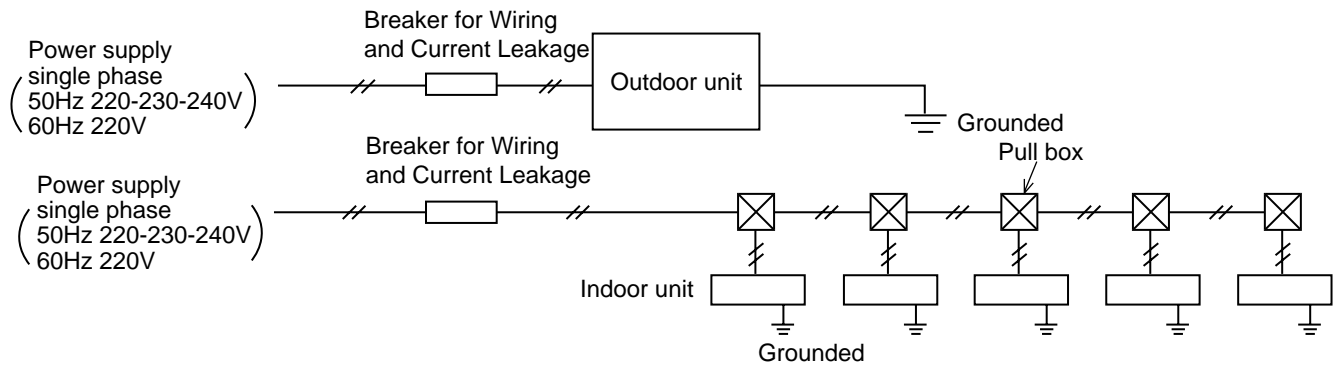 Breaker for Wiring
and Current Leakage
Power supply
single phase
50Hz 220-230-240V
60Hz 220V
Outdoor unit
Grounded
Breaker for Wiring
and Current Leakage
Pull box
Power supply
single phase
50Hz 220-230-240V
60Hz 220V
Indoor unit
Grounded